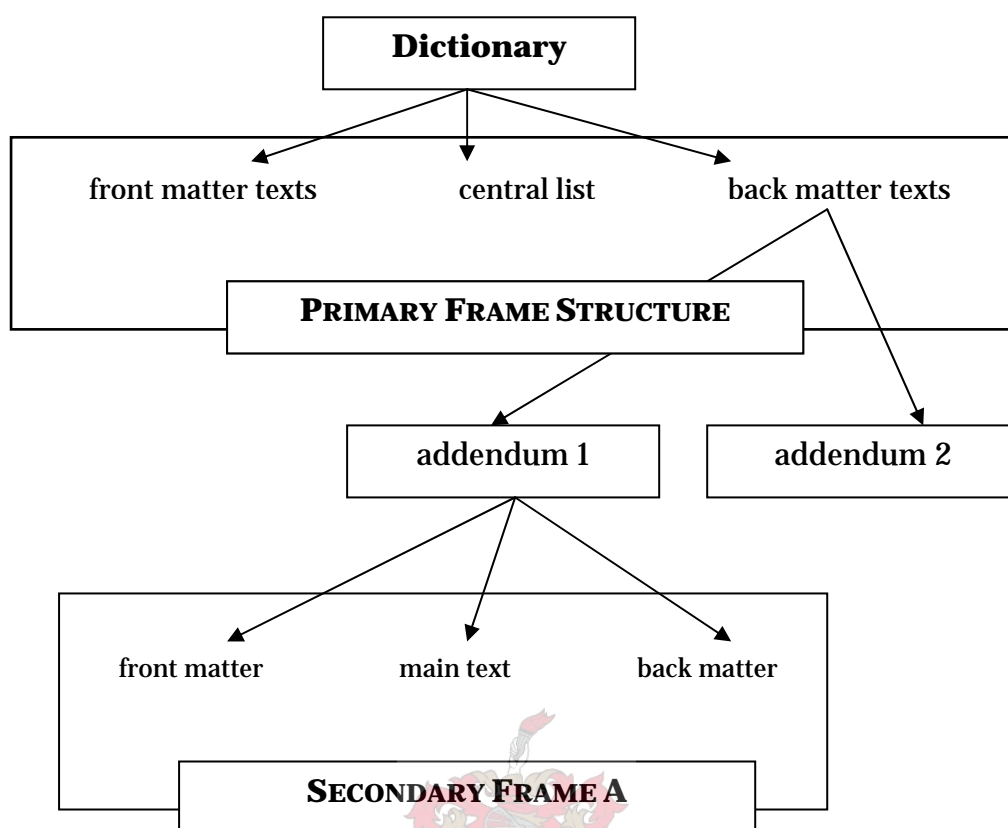 Dictionary
front matter texts central list back matter texts
PRIMARY FRAME STRUCTURE
addendum 1 addendum 2
front matter main text back matter
SECONDARY FRAME A